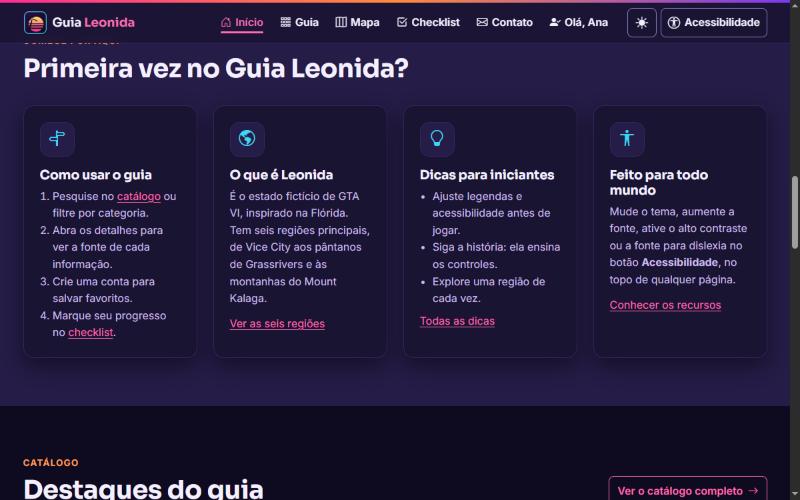 Guia Leonida
Início
Guia
Mapa
Checklist
Contato
Olá, Ana
Acessibilidade
Primeira vez no Guia Leonida?
Como usar o guia
1. Pesquise no catálogo ou
filtre por categoria.
2. Abra os detalhes para
ver a fonte de cada
informação.
3. Crie uma conta para
salvar favoritos.
4. Marque seu progresso
no checklist.
O que é Leonida
É o estado fictício de GTA
VI, inspirado na Flórida.
Tem seis regiões principais,
de Vice City aos pântanos
de Grassrivers e às
montanhas do Mount
Kalaga.
Ver as seis regiões
Dicas para iniciantes
• Ajuste legendas e
acessibilidade antes de
jogar.
• Siga a história: ela ensina
os controles.
• Explore uma região de
cada vez.
Todas as dicas
Feito para todo
mundo
Mude o tema, aumente a
fonte, ative o alto contraste
ou a fonte para dislexia no
botão Acessibilidade, no
topo de qualquer página.
Conhecer os recursos
CATÁLOGO
Destaques do guia
Ver o catálogo completo →